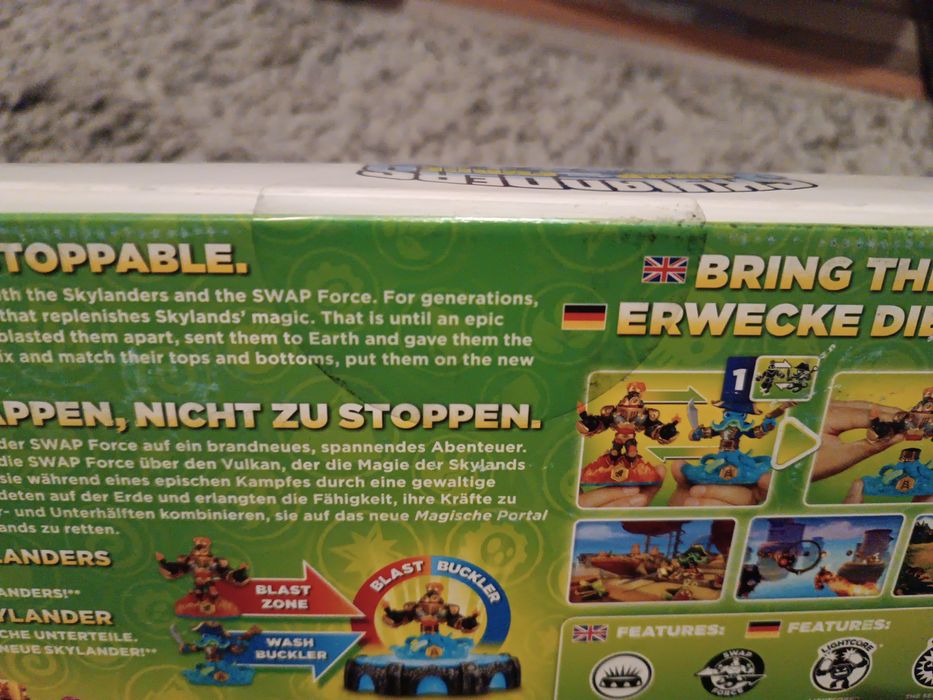 SKYLANDERS
TOPPABLE.
th the Skylanders and the SWAP Force. For generations,
that replenishes Skylands' magic. That is until an epic
blasted them apart, sent them to Earth and gave them the
ix and match their tops and bottoms, put them on the new
APPEN, NICHT ZU STOPPEN.
der SWAP Force auf ein brandneues, spannendes Abenteuer.
die SWAP Force über den Vulkan, der die Magie der Skylands
sie während eines epischen Kampfes durch eine gewaltige
deten auf der Erde und erlangten die Fähigkeit, ihre Kräfte zu
r- und Unterhälften kombinieren, sie auf das neue Magische Portal
ands zu retten.
LANDERS
ANDERS!**
YLANDER
CHE UNTERTEILE.
NEUE SKYLANDER!**
BLAST
ZONE
WASH
BUCKLER
BLAST BUCKLER
BRING TH
ERWECKE DIE
1
FEATURES:
FEATURES:
SWAP
FORCE
LIGHTCORE